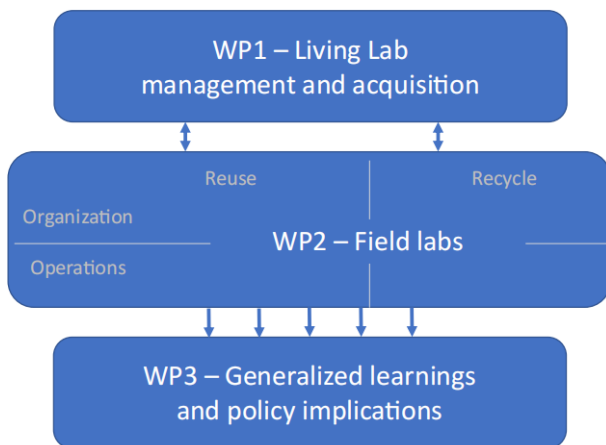 WP1 – Living Lab
management and acquisition
Reuse
Recycle
Organization
WP2 – Field labs
Operations
WP3 – Generalized learnings
and policy implications